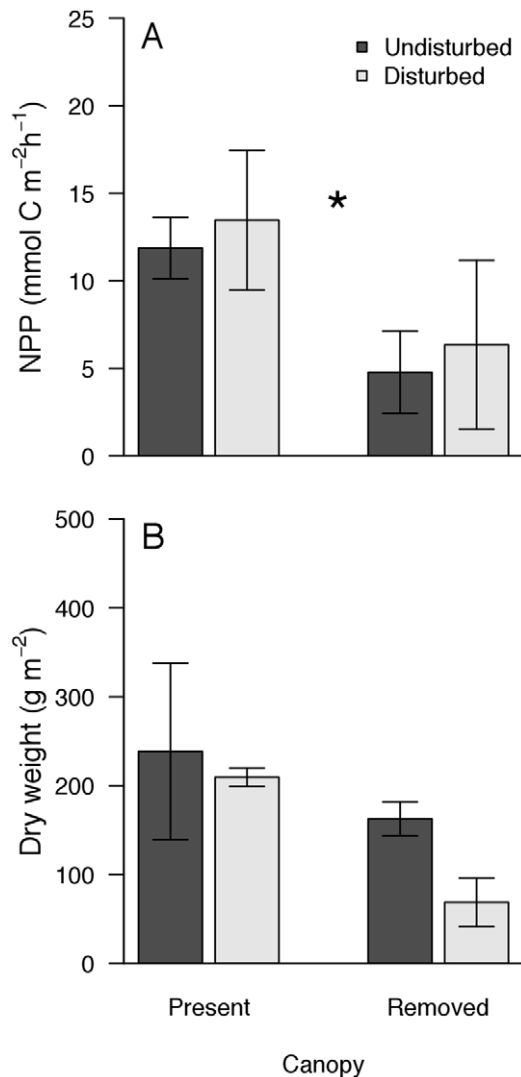 A
Undisturbed
Disturbed
25
20
15
10
5
0
NPP (mmol C m⁻²h⁻¹)
*
B
500
400
300
200
100
0
Dry weight (g m⁻²)
Present Removed
Canopy